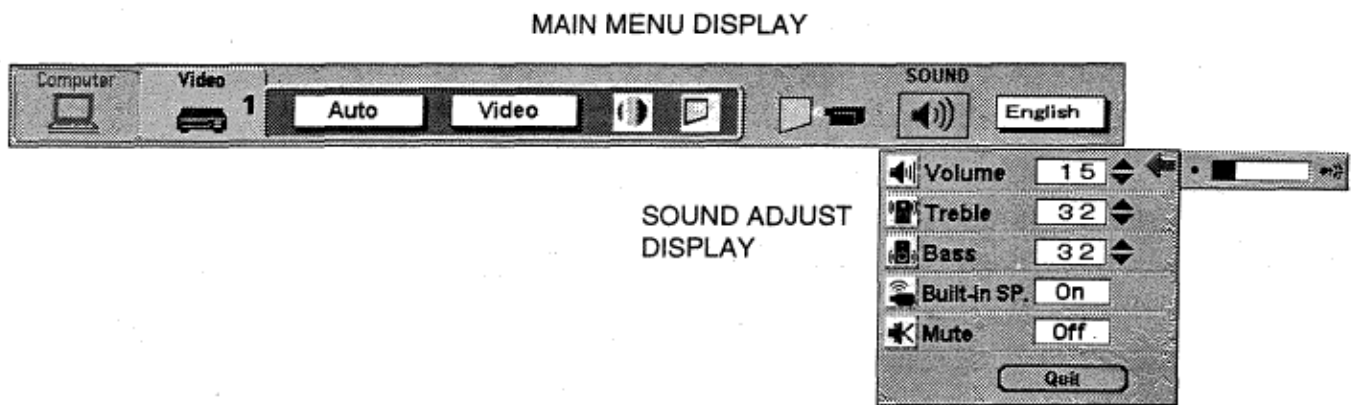 MAIN MENU DISPLAY
Computer Video 1 Auto Video SOUND English
Volume 15
SOUND ADJUST
DISPLAY
Treble 32
Bass 32
Built-in SP. On
Mute Off
Quit